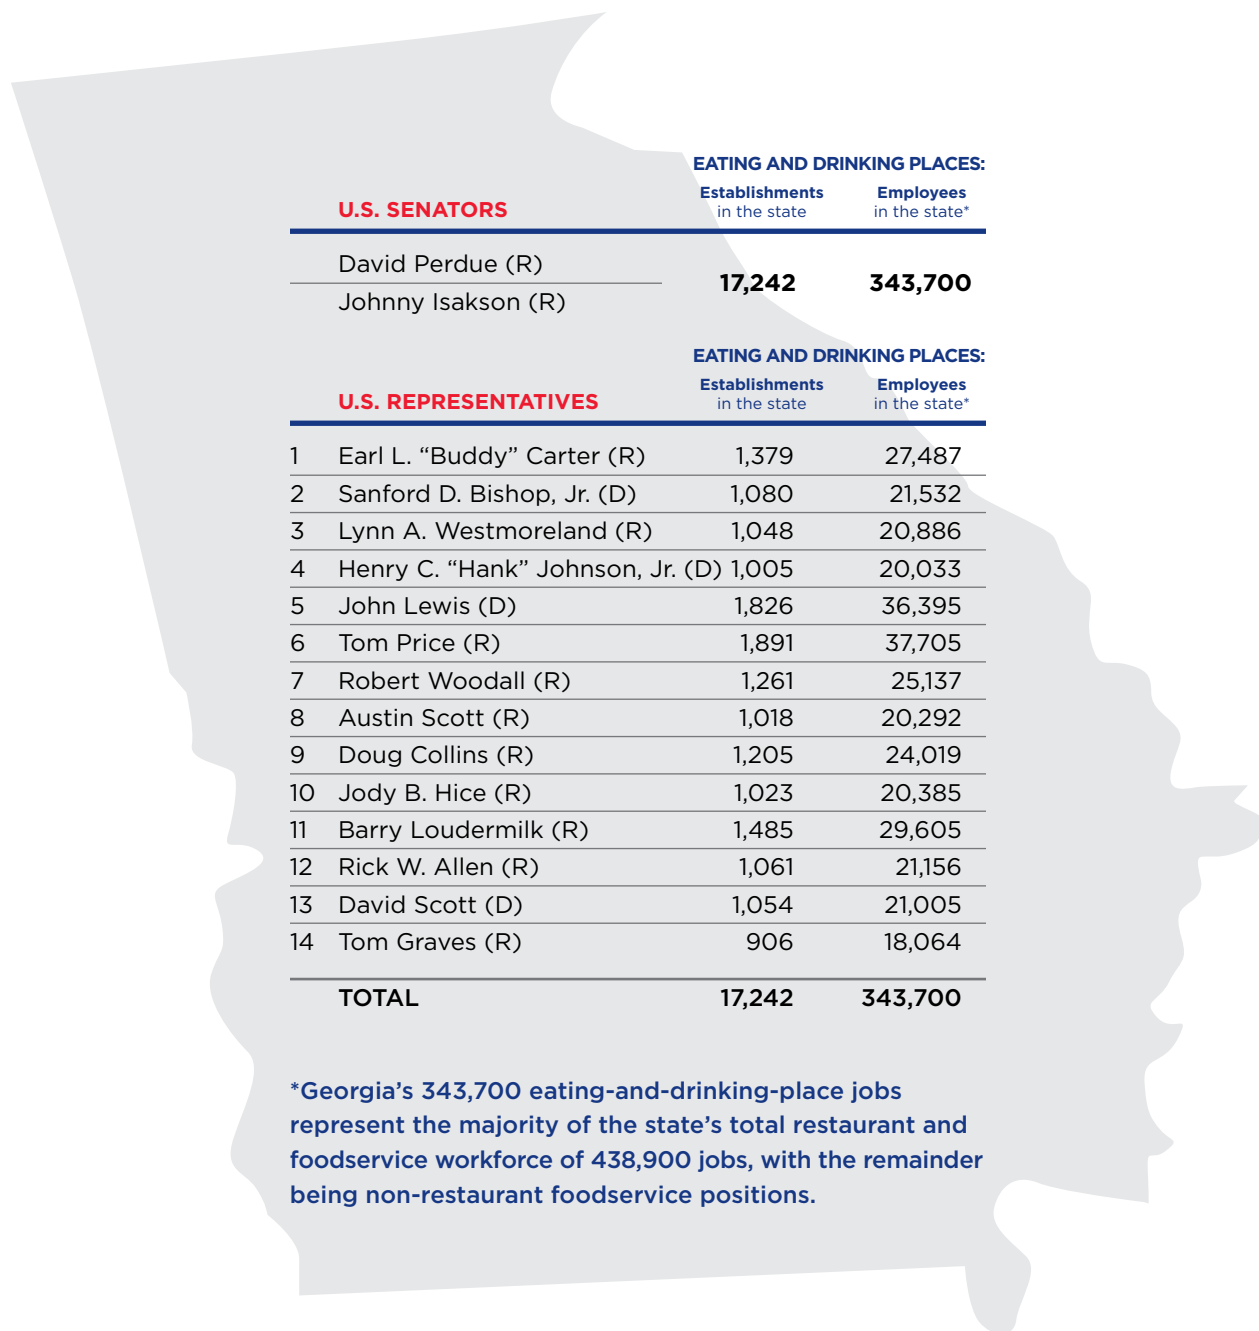 EATING AND DRINKING PLACES:
U.S. SENATORS Establishments in the state Employees in the state*
David Perdue (R)
17,242 343,700
Johnny Isakson (R)
EATING AND DRINKING PLACES:
U.S. REPRESENTATIVES Establishments in the state Employees in the state*
1 Earl L. “Buddy” Carter (R) 1,379 27,487
2 Sanford D. Bishop, Jr. (D) 1,080 21,532
3 Lynn A. Westmoreland (R) 1,048 20,886
4 Henry C. “Hank” Johnson, Jr. (D) 1,005 20,033
5 John Lewis (D) 1,826 36,395
6 Tom Price (R) 1,891 37,705
7 Robert Woodall (R) 1,261 25,137
8 Austin Scott (R) 1,018 20,292
9 Doug Collins (R) 1,205 24,019
10 Jody B. Hice (R) 1,023 20,385
11 Barry Loudermilk (R) 1,485 29,605
12 Rick W. Allen (R) 1,061 21,156
13 David Scott (D) 1,054 21,005
14 Tom Graves (R) 906 18,064
TOTAL 17,242 343,700
*Georgia’s 343,700 eating-and-drinking-place jobs
represent the majority of the state’s total restaurant and
foodservice workforce of 438,900 jobs, with the remainder
being non-restaurant foodservice positions.